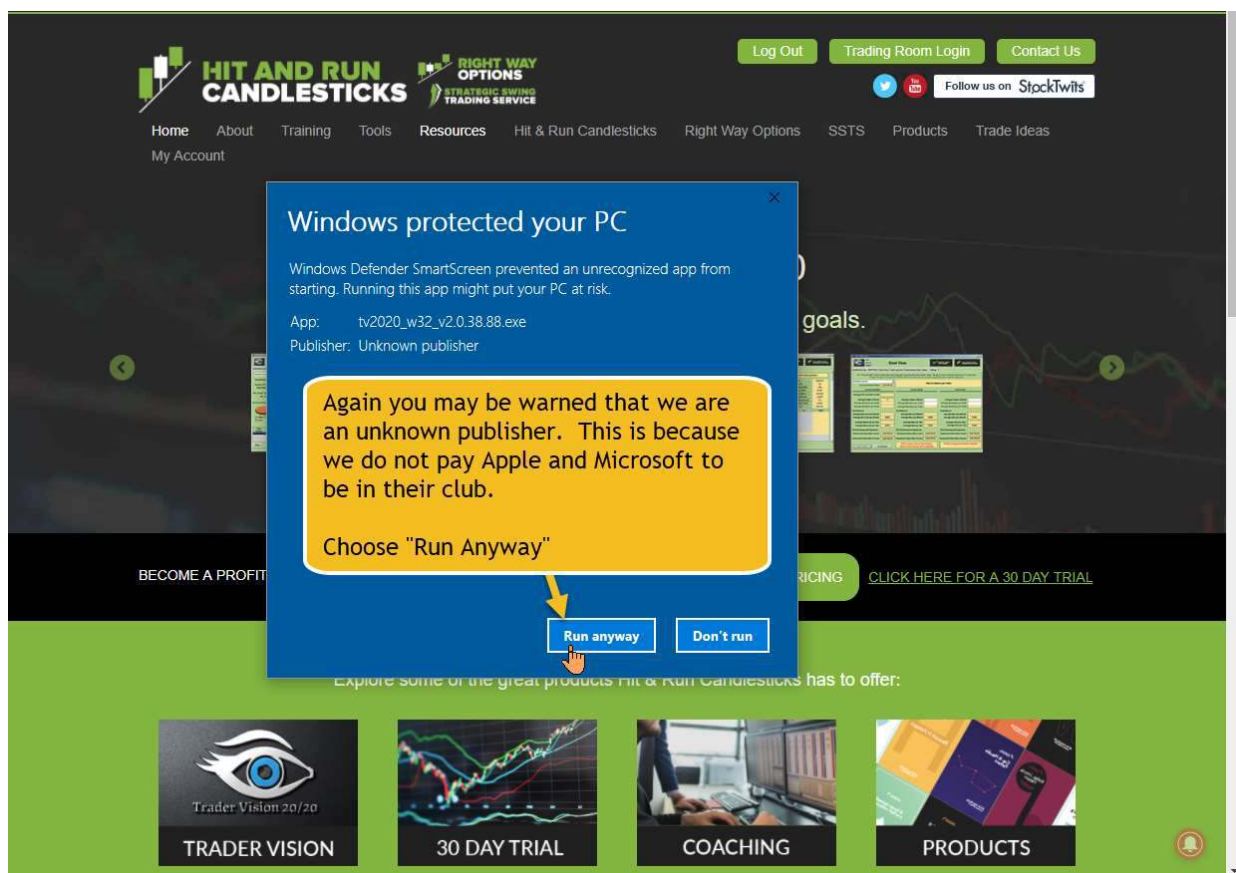 Log Out
Trading Room Login
Contact Us
HIT AND RUN
CANDLESTICKS
RIGHT WAY
OPTIONS
STRATEGIC SWING
TRADING SERVICE
You
Tube
Follow us on StockTwits
Home About Training Tools Resources Hit & Run Candlesticks Right Way Options SSTS Products Trade Ideas
My Account
Windows protected your PC
Windows Defender SmartScreen prevented an unrecognized app from
starting. Running this app might put your PC at risk.
App: tv2020_w32_v2.0.38.88.exe
Publisher: Unknown publisher
goals.
Again you may be warned that we are
an unknown publisher. This is because
we do not pay Apple and Microsoft to
be in their club.
Choose "Run Anyway"
Run anyway
Don't run
BECOME A PROFIT
RICING
CLICK HERE FOR A 30 DAY TRIAL
Explore some of the great products Hit & Run Candlesticks has to offer:
Trader Vision 20/20
TRADER VISION
30 DAY TRIAL
COACHING
PRODUCTS